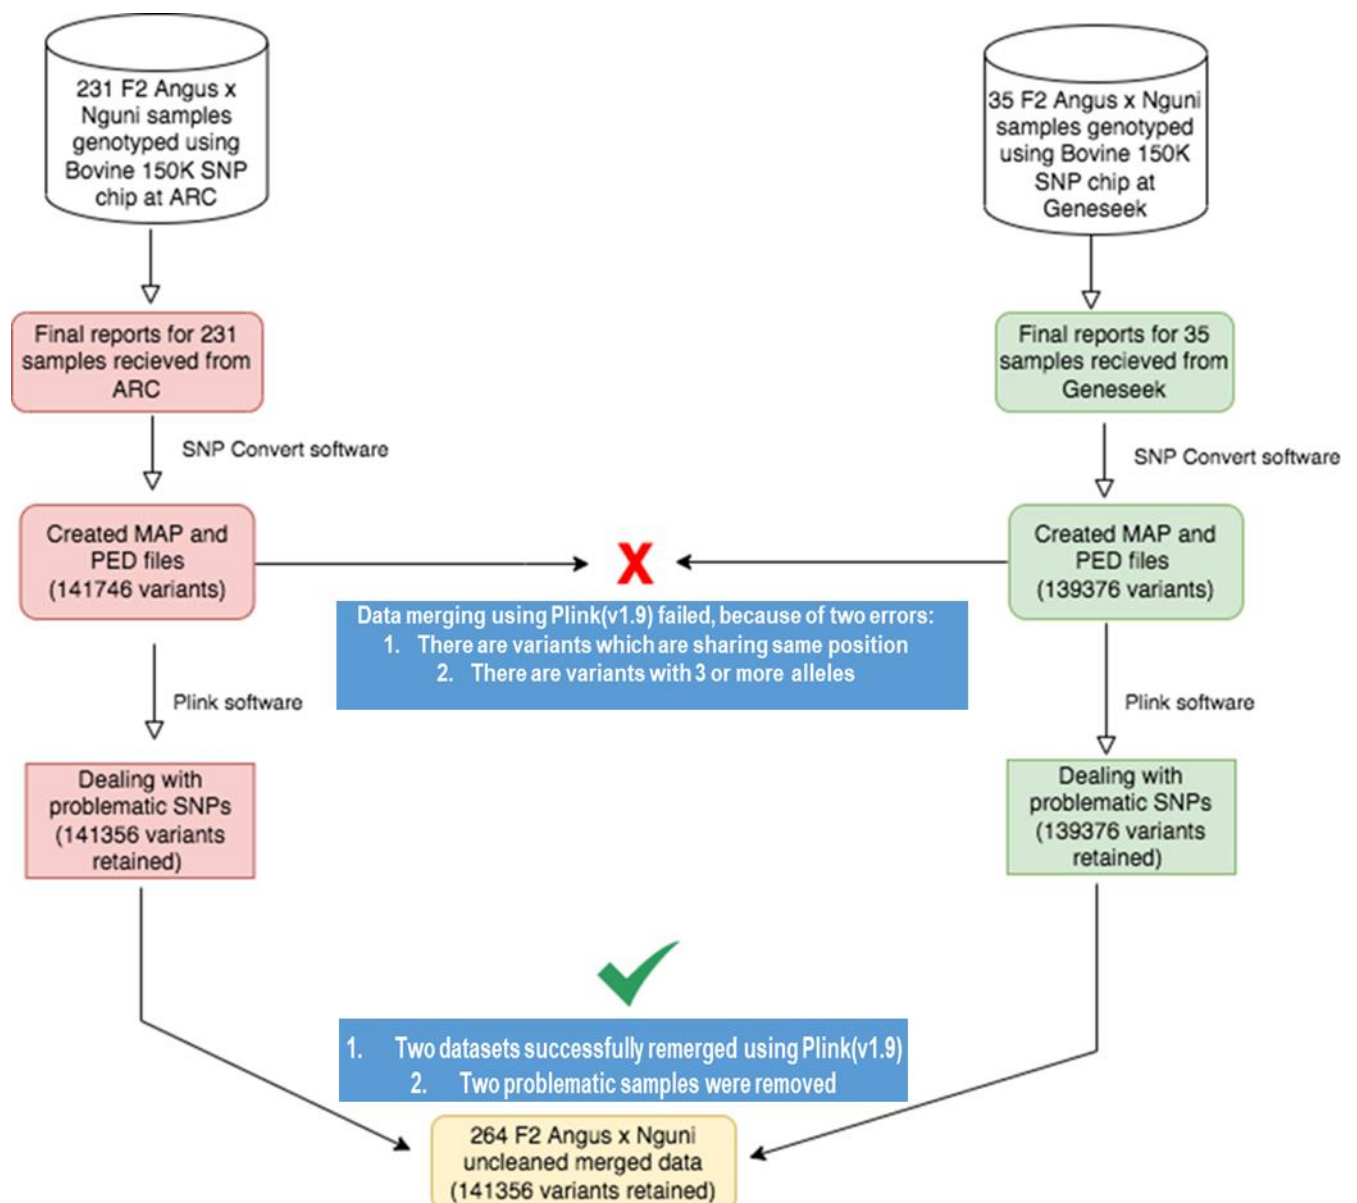 231 F2 Angus x
Nguni samples
genotyped using
Bovine 150K SNP
chip at ARC
35 F2 Angus x Nguni
samples genotyped
using Bovine 150K
SNP chip at
Geneseek
Final reports for 231
samples recieved from
ARC
Final reports for 35
samples recieved from
Geneseek
SNP Convert software
SNP Convert software
Created MAP and
PED files
(141746 variants)
X
Created MAP and
PED files
(139376 variants)
Data merging using Plink(v1.9) failed, because of two errors:
1. There are variants which are sharing same position
2. There are variants with 3 or more alleles
Plink software
Plink software
Dealing with
problematic SNPs
(141356 variants
retained)
Dealing with
problematic SNPs
(139376 variants
retained)
1. Two datasets successfully remerged using Plink(v1.9)
2. Two problematic samples were removed
264 F2 Angus x Nguni
uncleaned merged data
(141356 variants retained)